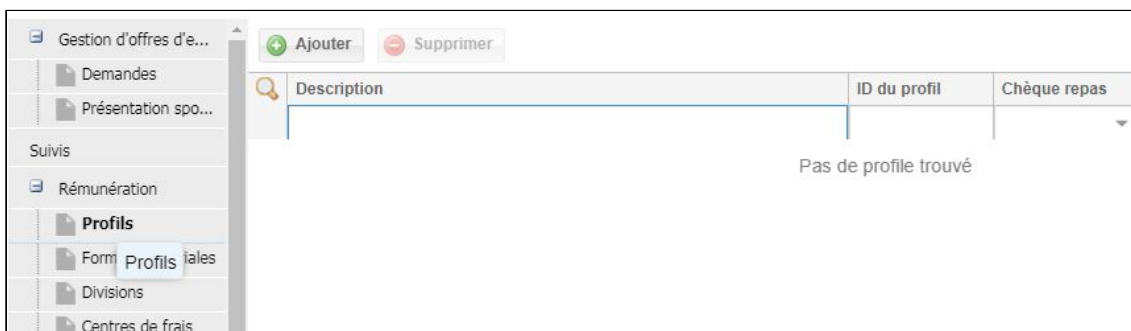 Gestion d'offres d'e...
Demandes
Présentation spo...
Suivis
Rémunération
Profils
Form
iales
Profils
Divisions
Centres de frais
Ajouter
Supprimer
Description
ID du profil
Chèque repas
Pas de profile trouvé